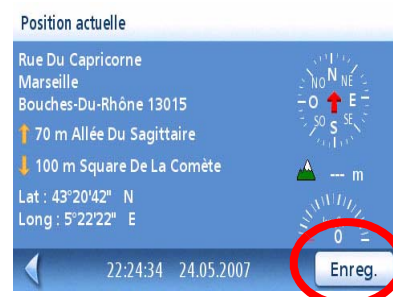 Position actuelle
Rue Du Capricorne
Marseille
Bouches-Du-Rhône 13015
70 m Allée Du Sagittaire
100 m Square De La Comète
Lat : 43°20'42" N
Long : 5°22'22" E
N
NO NE
O E
SO SE
S
--- m
0
22:24:34 24.05.2007
Enreg.